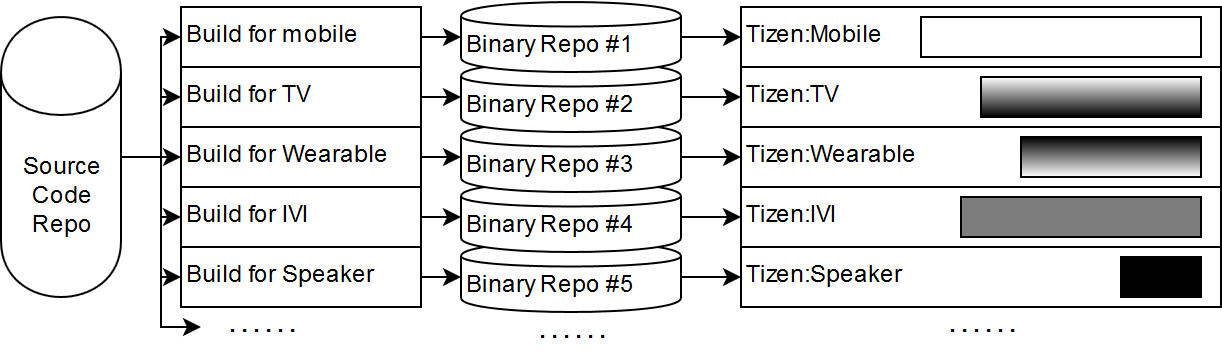 Source
Code
Repo
Build for mobile
Build for TV
Build for Wearable
Build for IVI
Build for Speaker
......
Binary Repo #1
Binary Repo #2
Binary Repo #3
Binary Repo #4
Binary Repo #5
......
Tizen:Mobile
Tizen:TV
Tizen:Wearable
Tizen:IVI
Tizen:Speaker
......